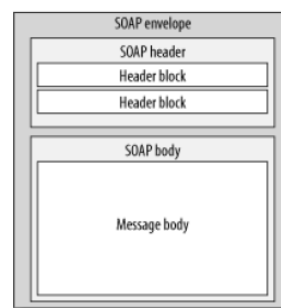 SOAP envelope
SOAP header
Header block
Header block
SOAP body
Message body